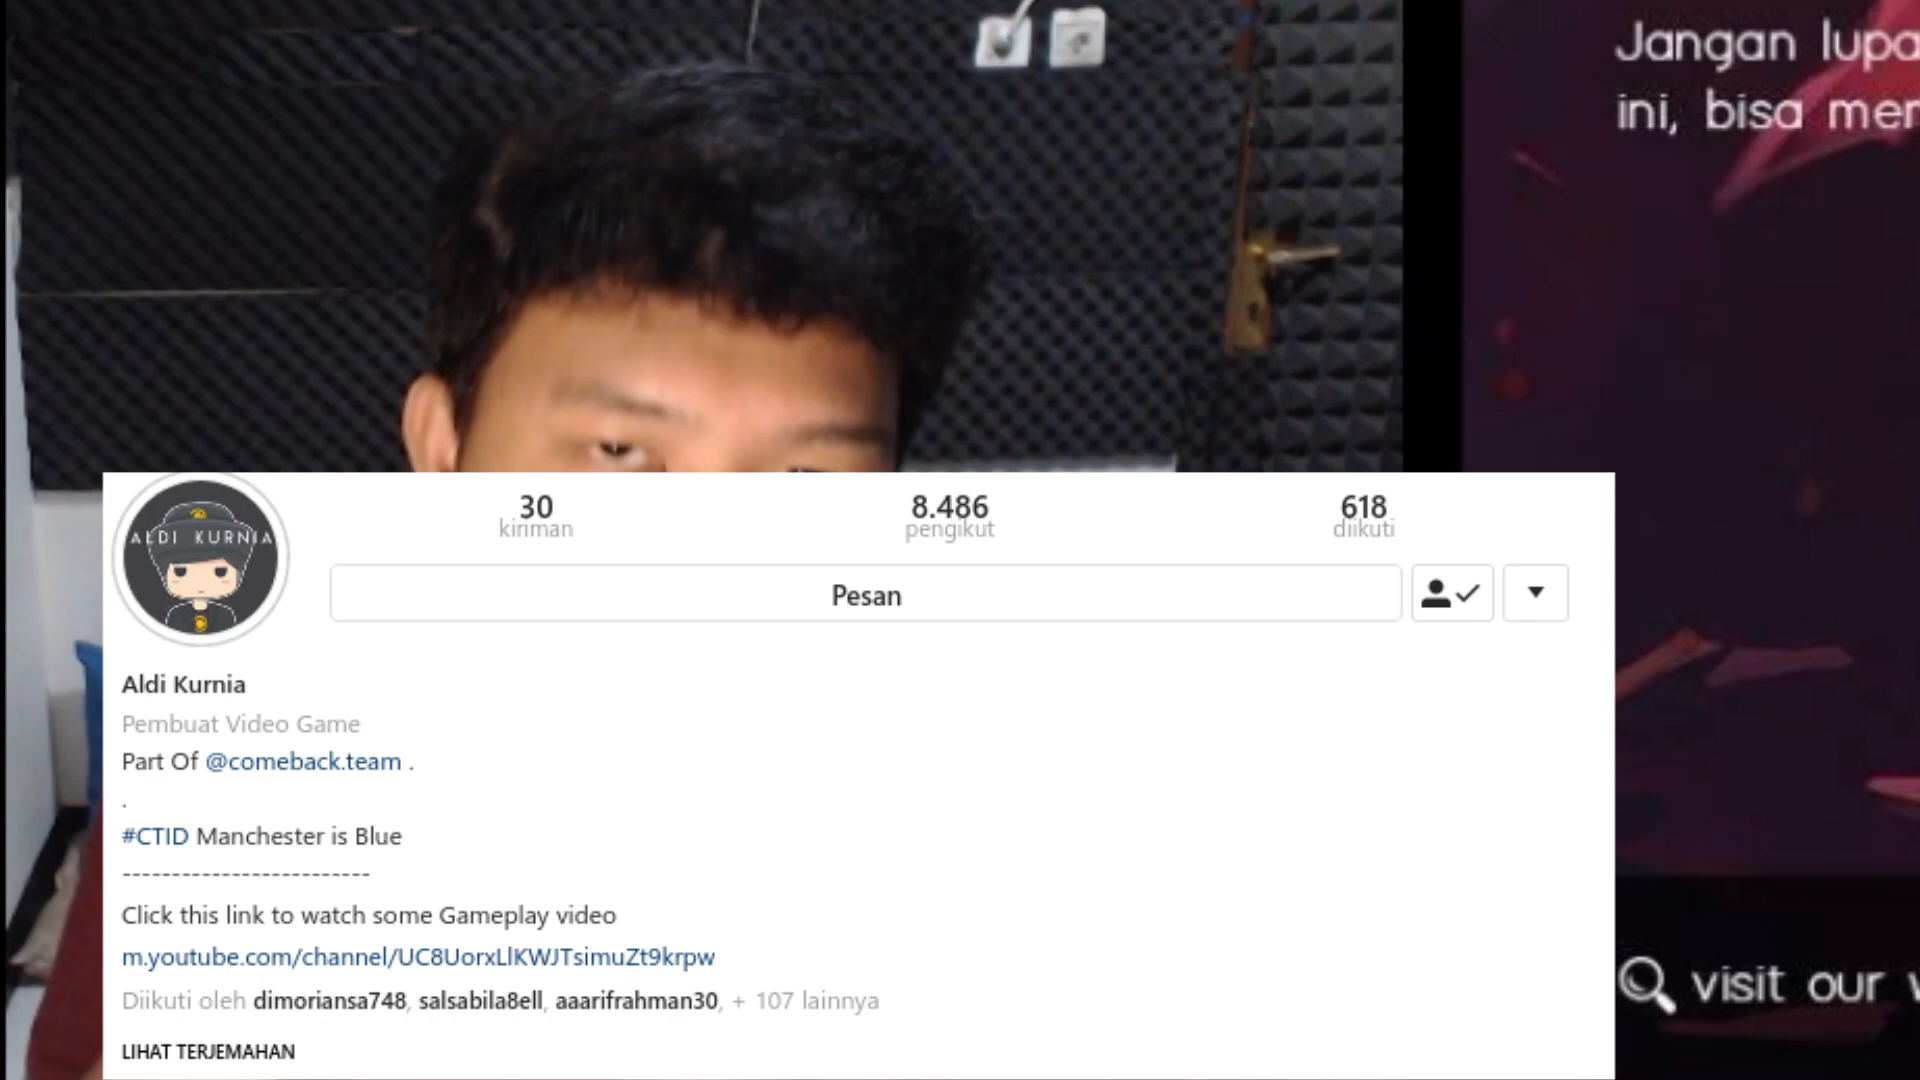 Jangan lupa
ini, bisa mer
30
kiriman
8.486
pengikut
618
diikuti
ALDI KURNIA
Pesan
Aldi Kurnia
Pembuat Video Game
Part Of @comeback.team .
.
#CTID Manchester is Blue
-------------------------
Click this link to watch some Gameplay video
m.youtube.com/channel/UC8UorxLlKWJTsimuZt9krpw
Diikuti oleh dimoriansa748, salsabila8ell, aaarifrahman30, + 107 lainnya
LIHAT TERJEMAHAN
visit our